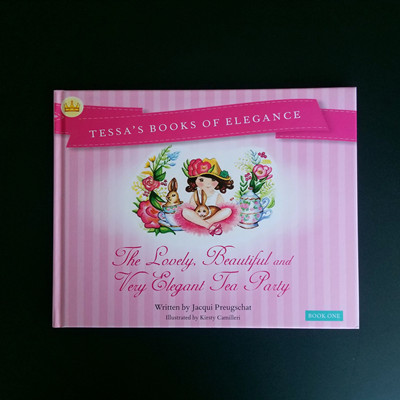 TESSA'S BOOKS OF ELEGANCE
The Lovely, Beautiful and
Very Elegant Tea Party
Written by Jacqui Preugschat
Illustrated by Kirsty Camilleri
BOOK ONE